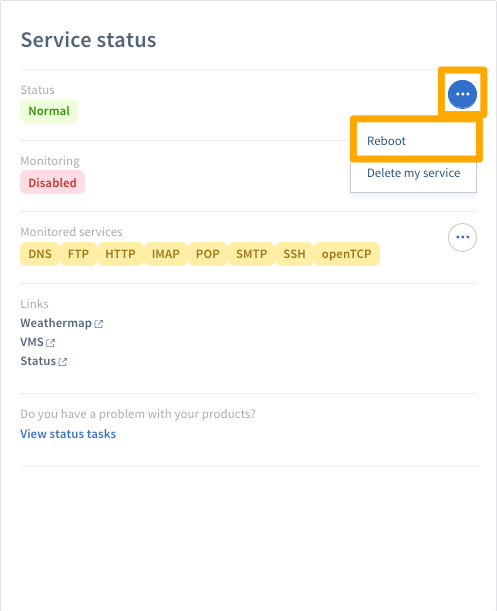 Service status
Status
Normal
Reboot
Delete my service
Monitoring
Disabled
Monitored services
DNS FTP HTTP IMAP POP SMTP SSH openTCP
Links
Weathermap
VMS
Status
Do you have a problem with your products?
View status tasks